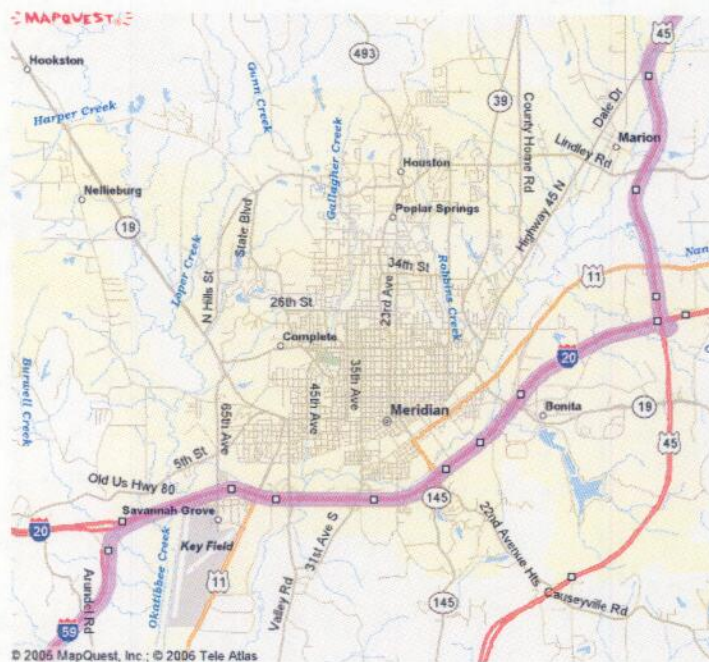 MAPQUEST
45
Hookston
493
Gunn Creek
Dale Dr
39
County Home Rd
Harper Creek
Gallagher Creek
Marion
Lindley Rd
Houston
Nellieburg
State Blvd
Poplar Springs
Highway 45 N
19
Loper Creek
N Hills St
34th St
Robbins Creek
Nan
11
26th St
23rd Ave
Complete
20
35th Ave
Burwell Creek
45th Ave
65th Ave
Meridian
Bonita
19
45
5th St
Old Us Hwy 80
145
Savannah Grove
20
22nd Avenue Hts
Key Field
31st Ave S
Okatibbee Creek
11
Valley Rd
Arundel Rd
145
Causeyville Rd
59
© 2006 MapQuest, Inc.; © 2006 Tele Atlas